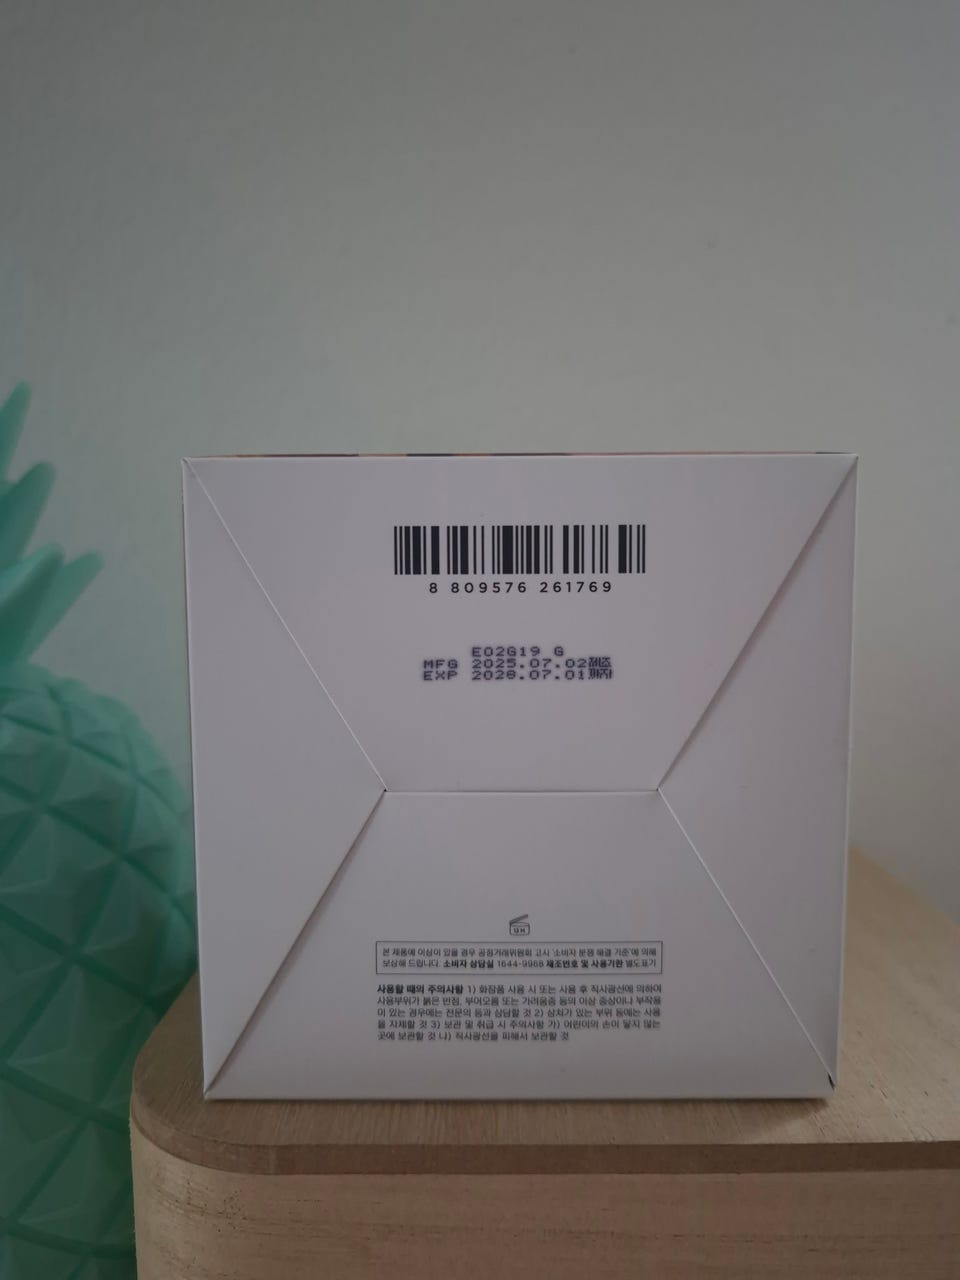 8 809576 261769
E02G19 G
MFG 2025.07.02제조
EXP 2028.07.01까지
본 제품에 이상이 있을 경우 공정거래위원회 고시 '소비자 분쟁 해결 기준'에 의해
보상해 드립니다. 소비자 상담실 1644-9988 제조번호 및 사용기한 별도표기
사용할 때의 주의사항 1) 화장품 사용 시 또는 사용 후 직사광선에 의하여
사용부위가 붉은 반점, 부어오름 또는 가려움증 등의 이상 증상이나 부작용
이 있는 경우에는 전문의 등과 상담할 것 2) 상처가 있는 부위 등에는 사용
을 자제할 것 3) 보관 및 취급 시 주의사항 가) 어린이의 손이 닿지 않는
곳에 보관할 것 나) 직사광선을 피해서 보관할 것